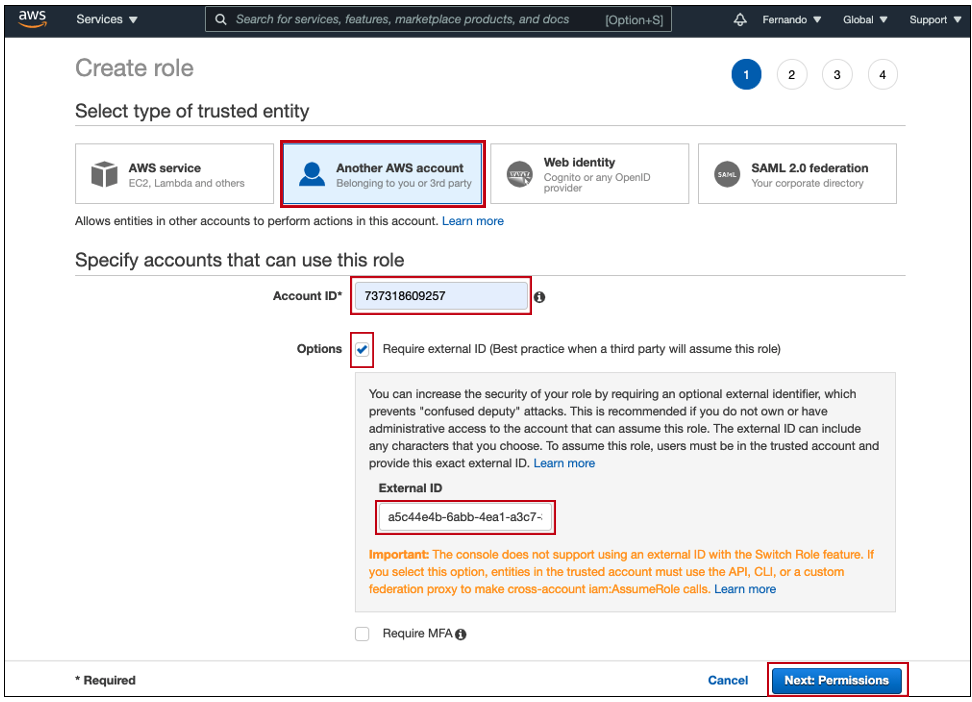 aws Services Search for services, features, marketplace products, and docs [Option+S] Fernando Global Support
Create role
1 2 3 4
Select type of trusted entity
AWS service
EC2, Lambda and others
Another AWS account
Belonging to you or 3rd party
Web identity
Cognito or any OpenID
provider
SAML
SAML 2.0 federation
Your corporate directory
Allows entities in other accounts to perform actions in this account. Learn more
Specify accounts that can use this role
Account ID* 737318609257
Options Require external ID (Best practice when a third party will assume this role)
You can increase the security of your role by requiring an optional external identifier, which
prevents "confused deputy" attacks. This is recommended if you do not own or have
administrative access to the account that can assume this role. The external ID can include
any characters that you choose. To assume this role, users must be in the trusted account and
provide this exact external ID. Learn more
External ID
a5c44e4b-6abb-4ea1-a3c7-
Important: The console does not support using an external ID with the Switch Role feature. If
you select this option, entities in the trusted account must use the API, CLI, or a custom
federation proxy to make cross-account iam:AssumeRole calls. Learn more
Require MFA
* Required Cancel Next: Permissions